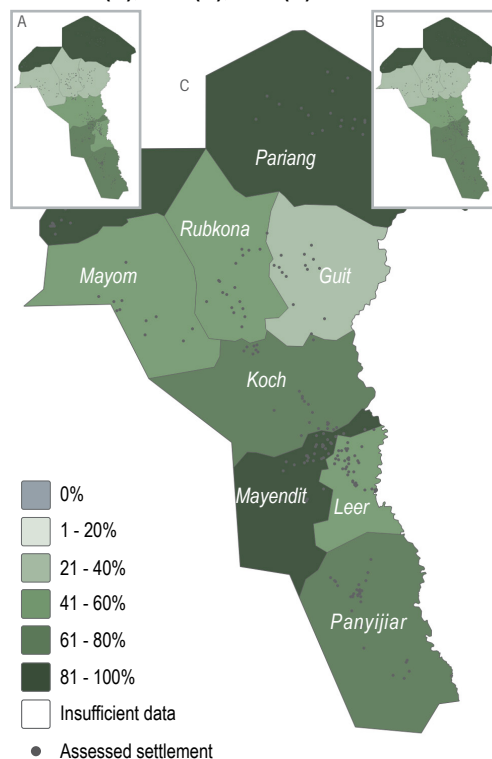 A
B
C
Pariang
Rubkona
Mayom
Guit
Koch
Mayendit
Leer
Panyijiar
0%
1 - 20%
21 - 40%
41 - 60%
61 - 80%
81 - 100%
Insufficient data
Assessed settlement